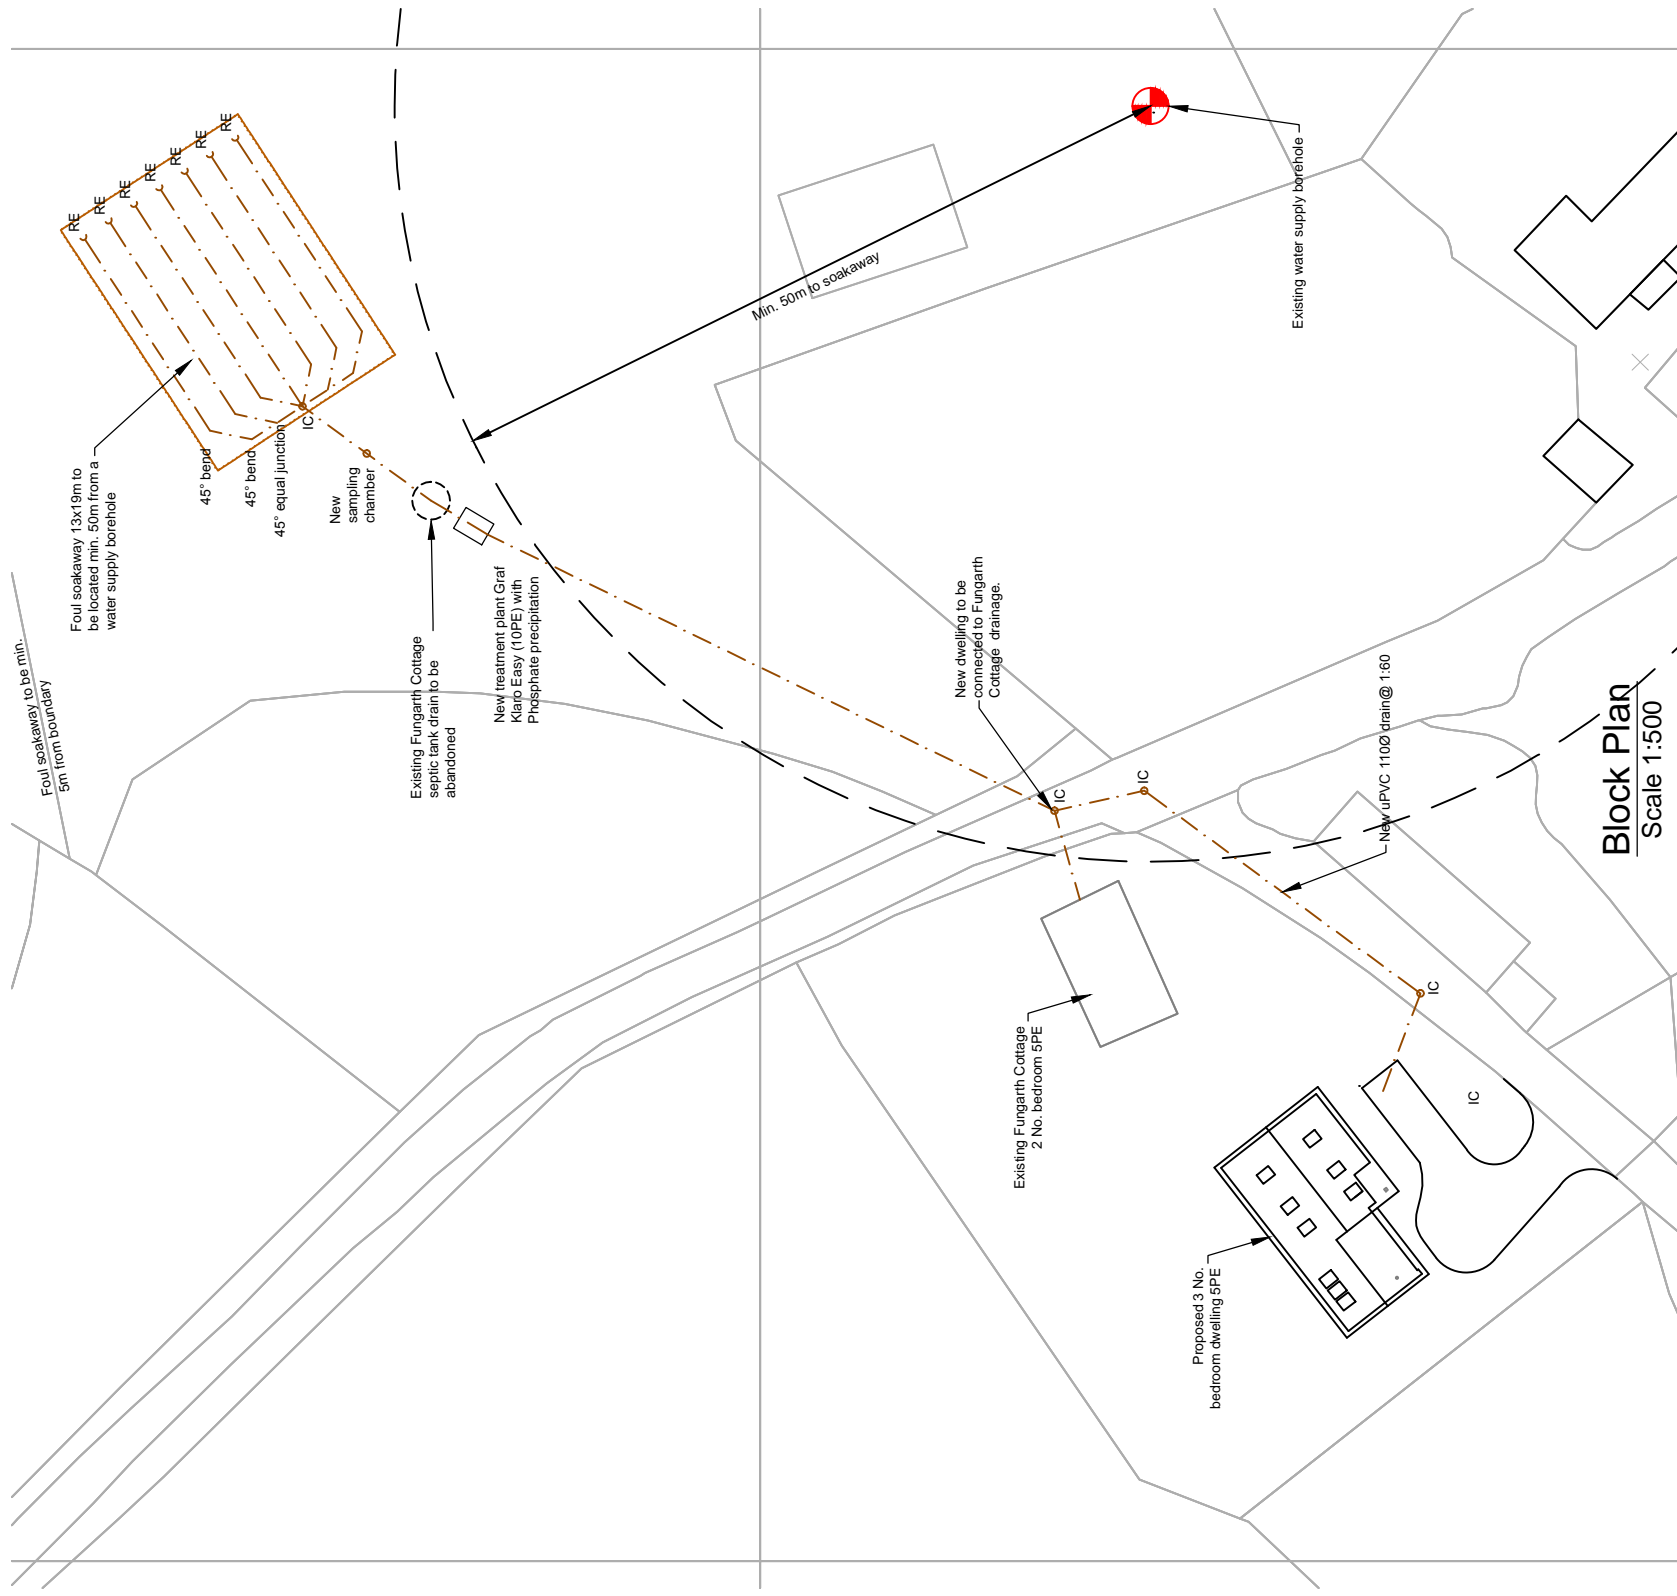 Foul soakaway to be min.
5m from boundary
Foul soakaway 13x19m to
be located min. 50m from a
water supply borehole
RE
RE
RE
RE
RE
RE
RE
45° bend
45° bend
45° equal junction
IC
New
sampling
chamber
Existing Fungarth Cottage
septic tank drain to be
abandoned
New treatment plant Graf
Klaro Easy (10PE) with
Phosphate precipitation
Min. 50m to soakaway
Existing water supply borehole
New dwelling to be
connected to Fungarth
Cottage drainage.
IC
IC
New uPVC 110Ø drain@ 1:60
IC
Existing Fungarth Cottage
2 No. bedroom 5PE
IC
Proposed 3 No.
bedroom dwelling 5PE
Block Plan
Scale 1:500